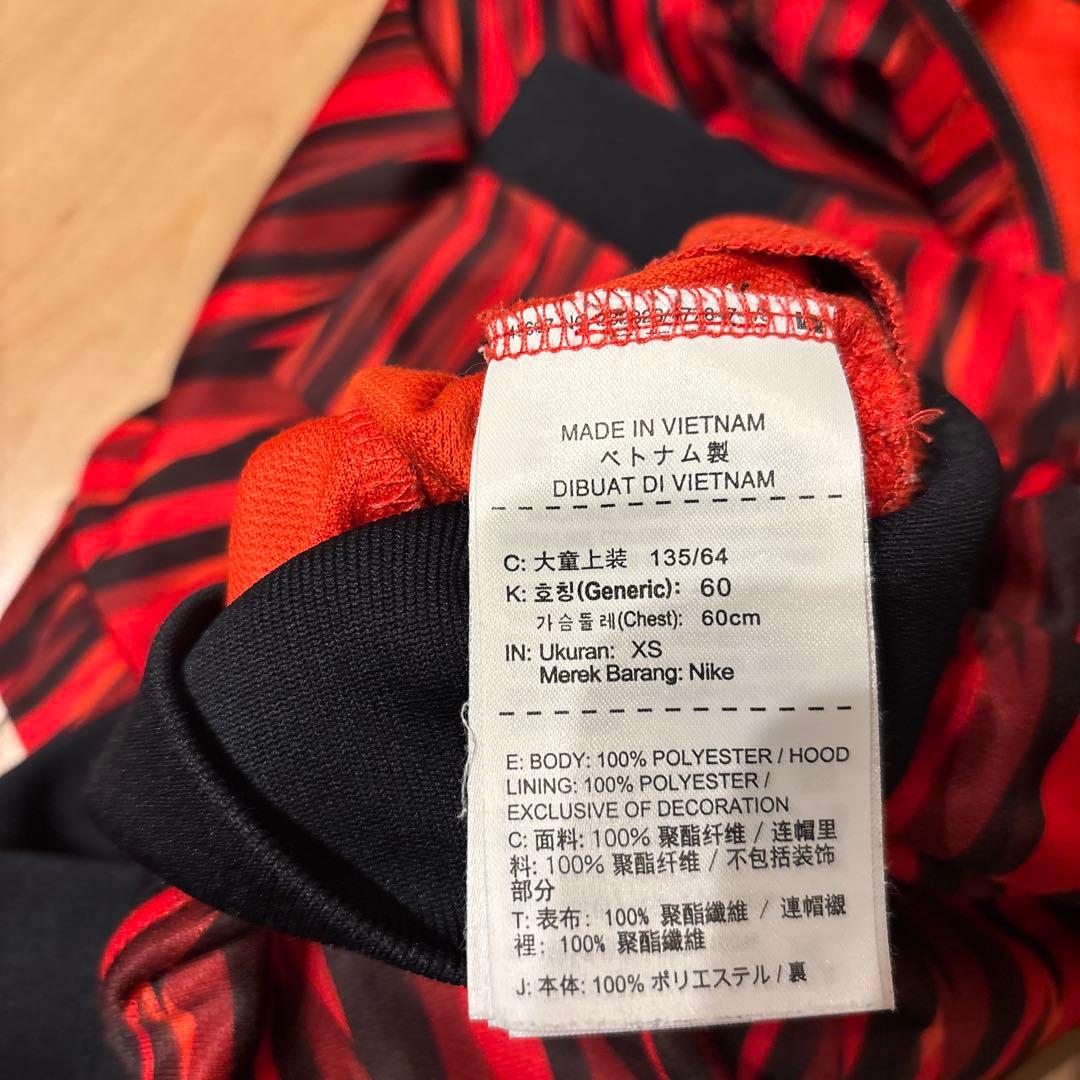 MADE IN VIETNAM
ベトナム製
DIBUAT DI VIETNAM
C: 大童上装 135/64
K: 호칭(Generic): 60
가슴둘레(Chest): 60cm
IN: Ukuran: XS
Merek Barang: Nike
E: BODY: 100% POLYESTER / HOOD
LINING: 100% POLYESTER /
EXCLUSIVE OF DECORATION
C: 面料: 100% 聚酯纤维 / 连帽里
料: 100% 聚酯纤维 / 不包括装饰
部分
T: 表布: 100% 聚酯纖維 / 連帽襯
裡: 100% 聚酯纖維
J: 本体: 100% ポリエステル / 裏